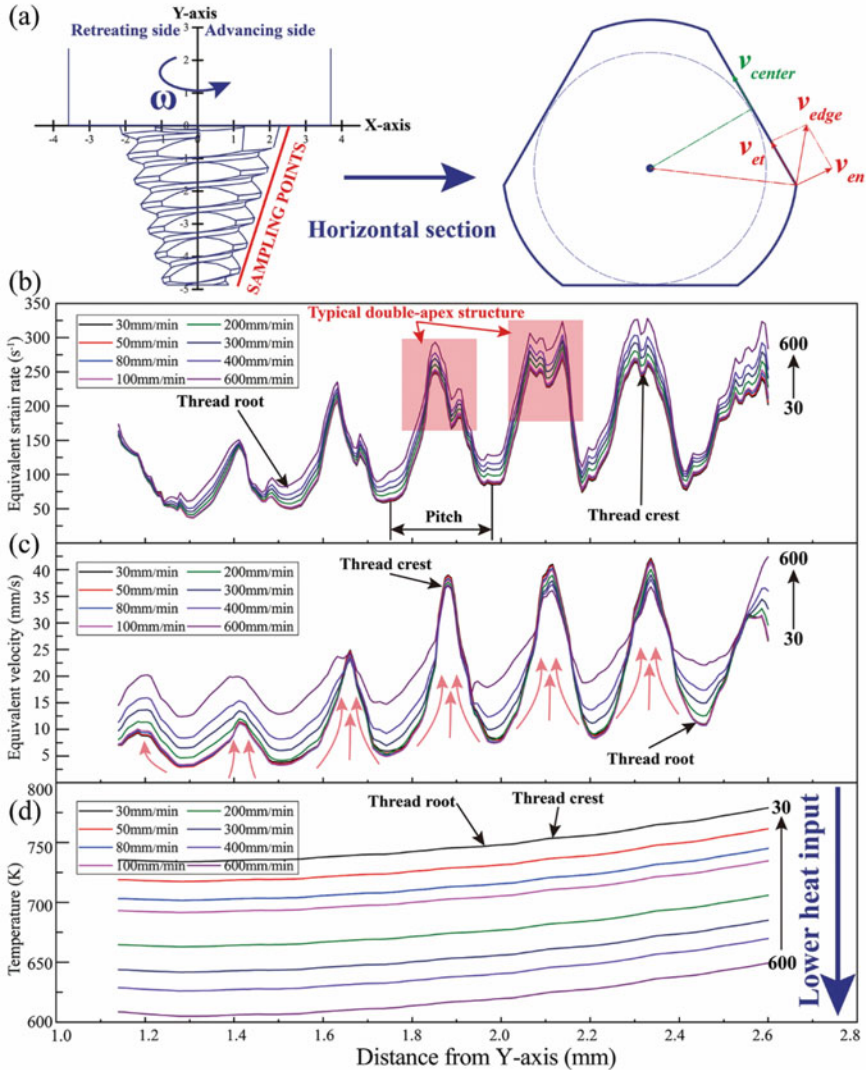 (a)
Y-axis
Retreating side
Advancing side
3
2
1
ω
X-axis
-4 -3 -2 -1 0 1 2 3 4
-1
-2
-3
-4
-5
SAMPLING POINTS
Horizontal section
v center
v edge
v et
v en
(b)
350
300
250
200
150
100
50
Equivalent srtain rate (s⁻¹)
30mm/min 200mm/min
50mm/min 300mm/min
80mm/min 400mm/min
100mm/min 600mm/min
Typical double-apex structure
Thread root
Pitch
Thread crest
600
30
(c)
40
35
30
25
20
15
10
5
Equivalent velocity (mm/s)
30mm/min 200mm/min
50mm/min 300mm/min
80mm/min 400mm/min
100mm/min 600mm/min
Thread crest
Thread root
600
30
(d)
800
750
700
650
600
Temperature (K)
30mm/min 200mm/min
50mm/min 300mm/min
80mm/min 400mm/min
100mm/min 600mm/min
Thread root
Thread crest
30
600
Lower heat input
1.0 1.2 1.4 1.6 1.8 2.0 2.2 2.4 2.6 2.8
Distance from Y-axis (mm)